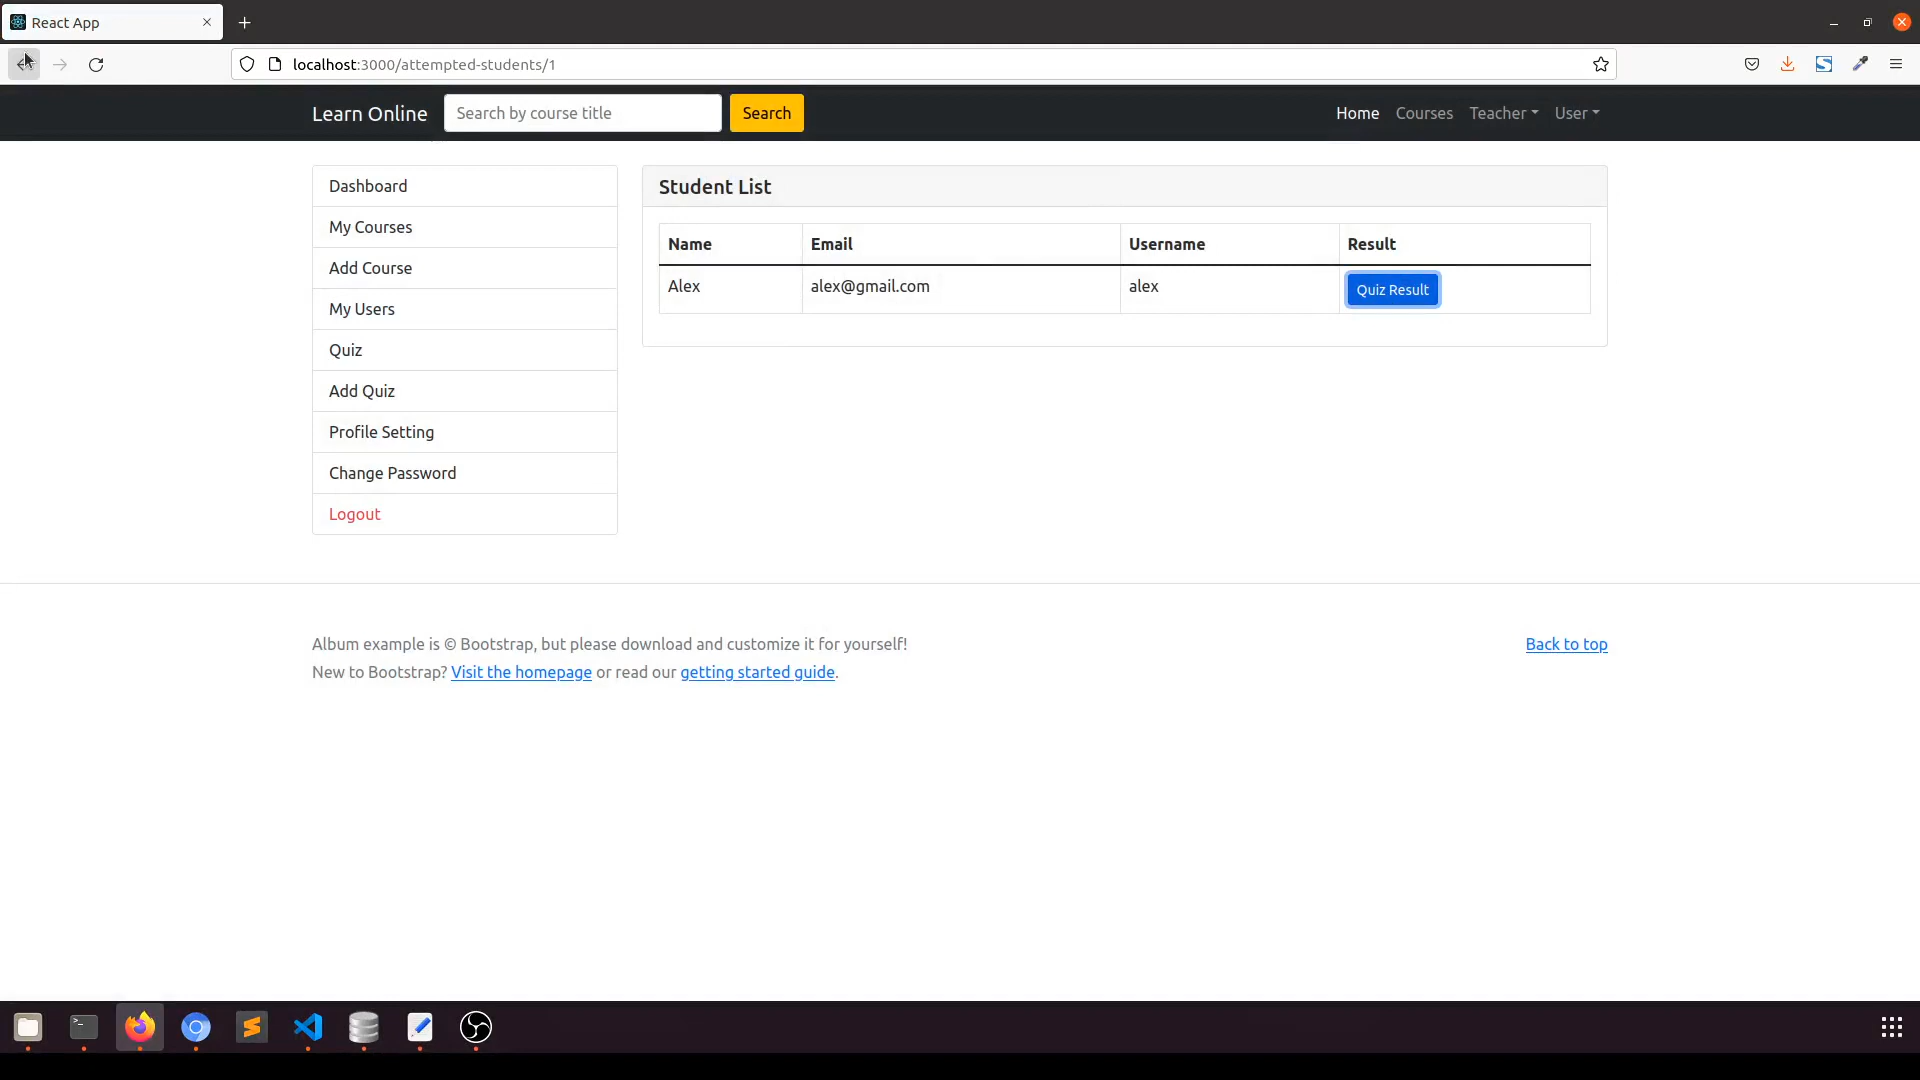 React App
localhost:3000/attempted-students/1
Learn Online
Search by course title
Search
Home
Courses
Teacher
User
Dashboard
My Courses
Add Course
My Users
Quiz
Add Quiz
Profile Setting
Change Password
Logout
Student List
Name Email Username Result
Alex alex@gmail.com alex Quiz Result
Album example is © Bootstrap, but please download and customize it for yourself!
Back to top
New to Bootstrap? Visit the homepage or read our getting started guide.